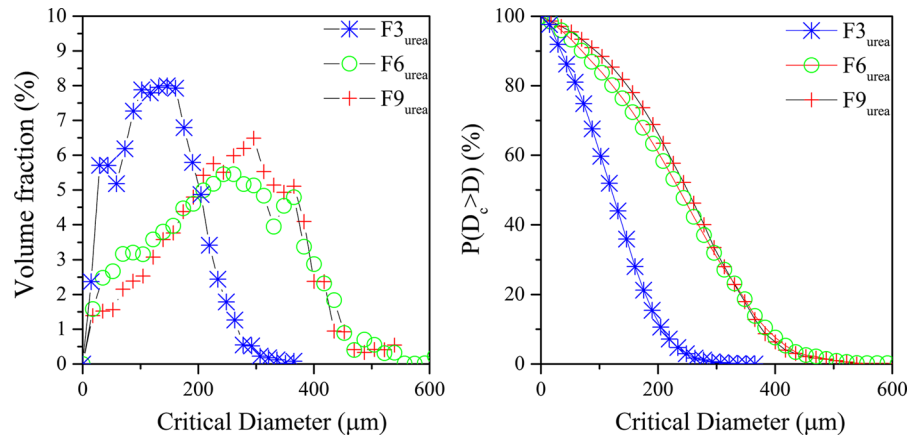 10
9
8
7
6
5
4
3
2
1
0
Volume fraction (%)
F3urea
F6urea
F9urea
0 200 400 600
Critical Diameter (μm)
100
80
60
40
20
0
P(Dc>D) (%)
F3urea
F6urea
F9urea
0 200 400 600
Critical Diameter (μm)